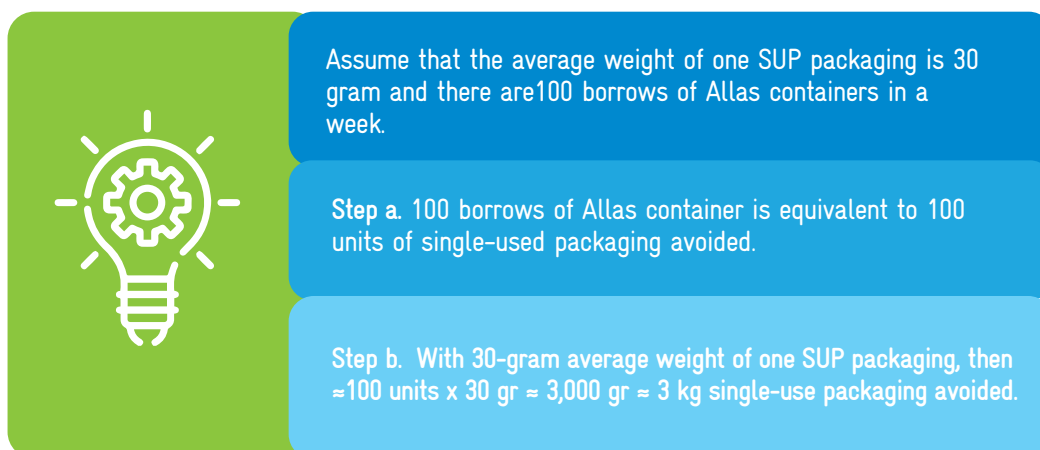 Assume that the average weight of one SUP packaging is 30
gram and there are100 borrows of Allas containers in a
week.
Step a. 100 borrows of Allas container is equivalent to 100
units of single-used packaging avoided.
Step b. With 30-gram average weight of one SUP packaging, then
≈100 units x 30 gr ≈ 3,000 gr ≈ 3 kg single-use packaging avoided.